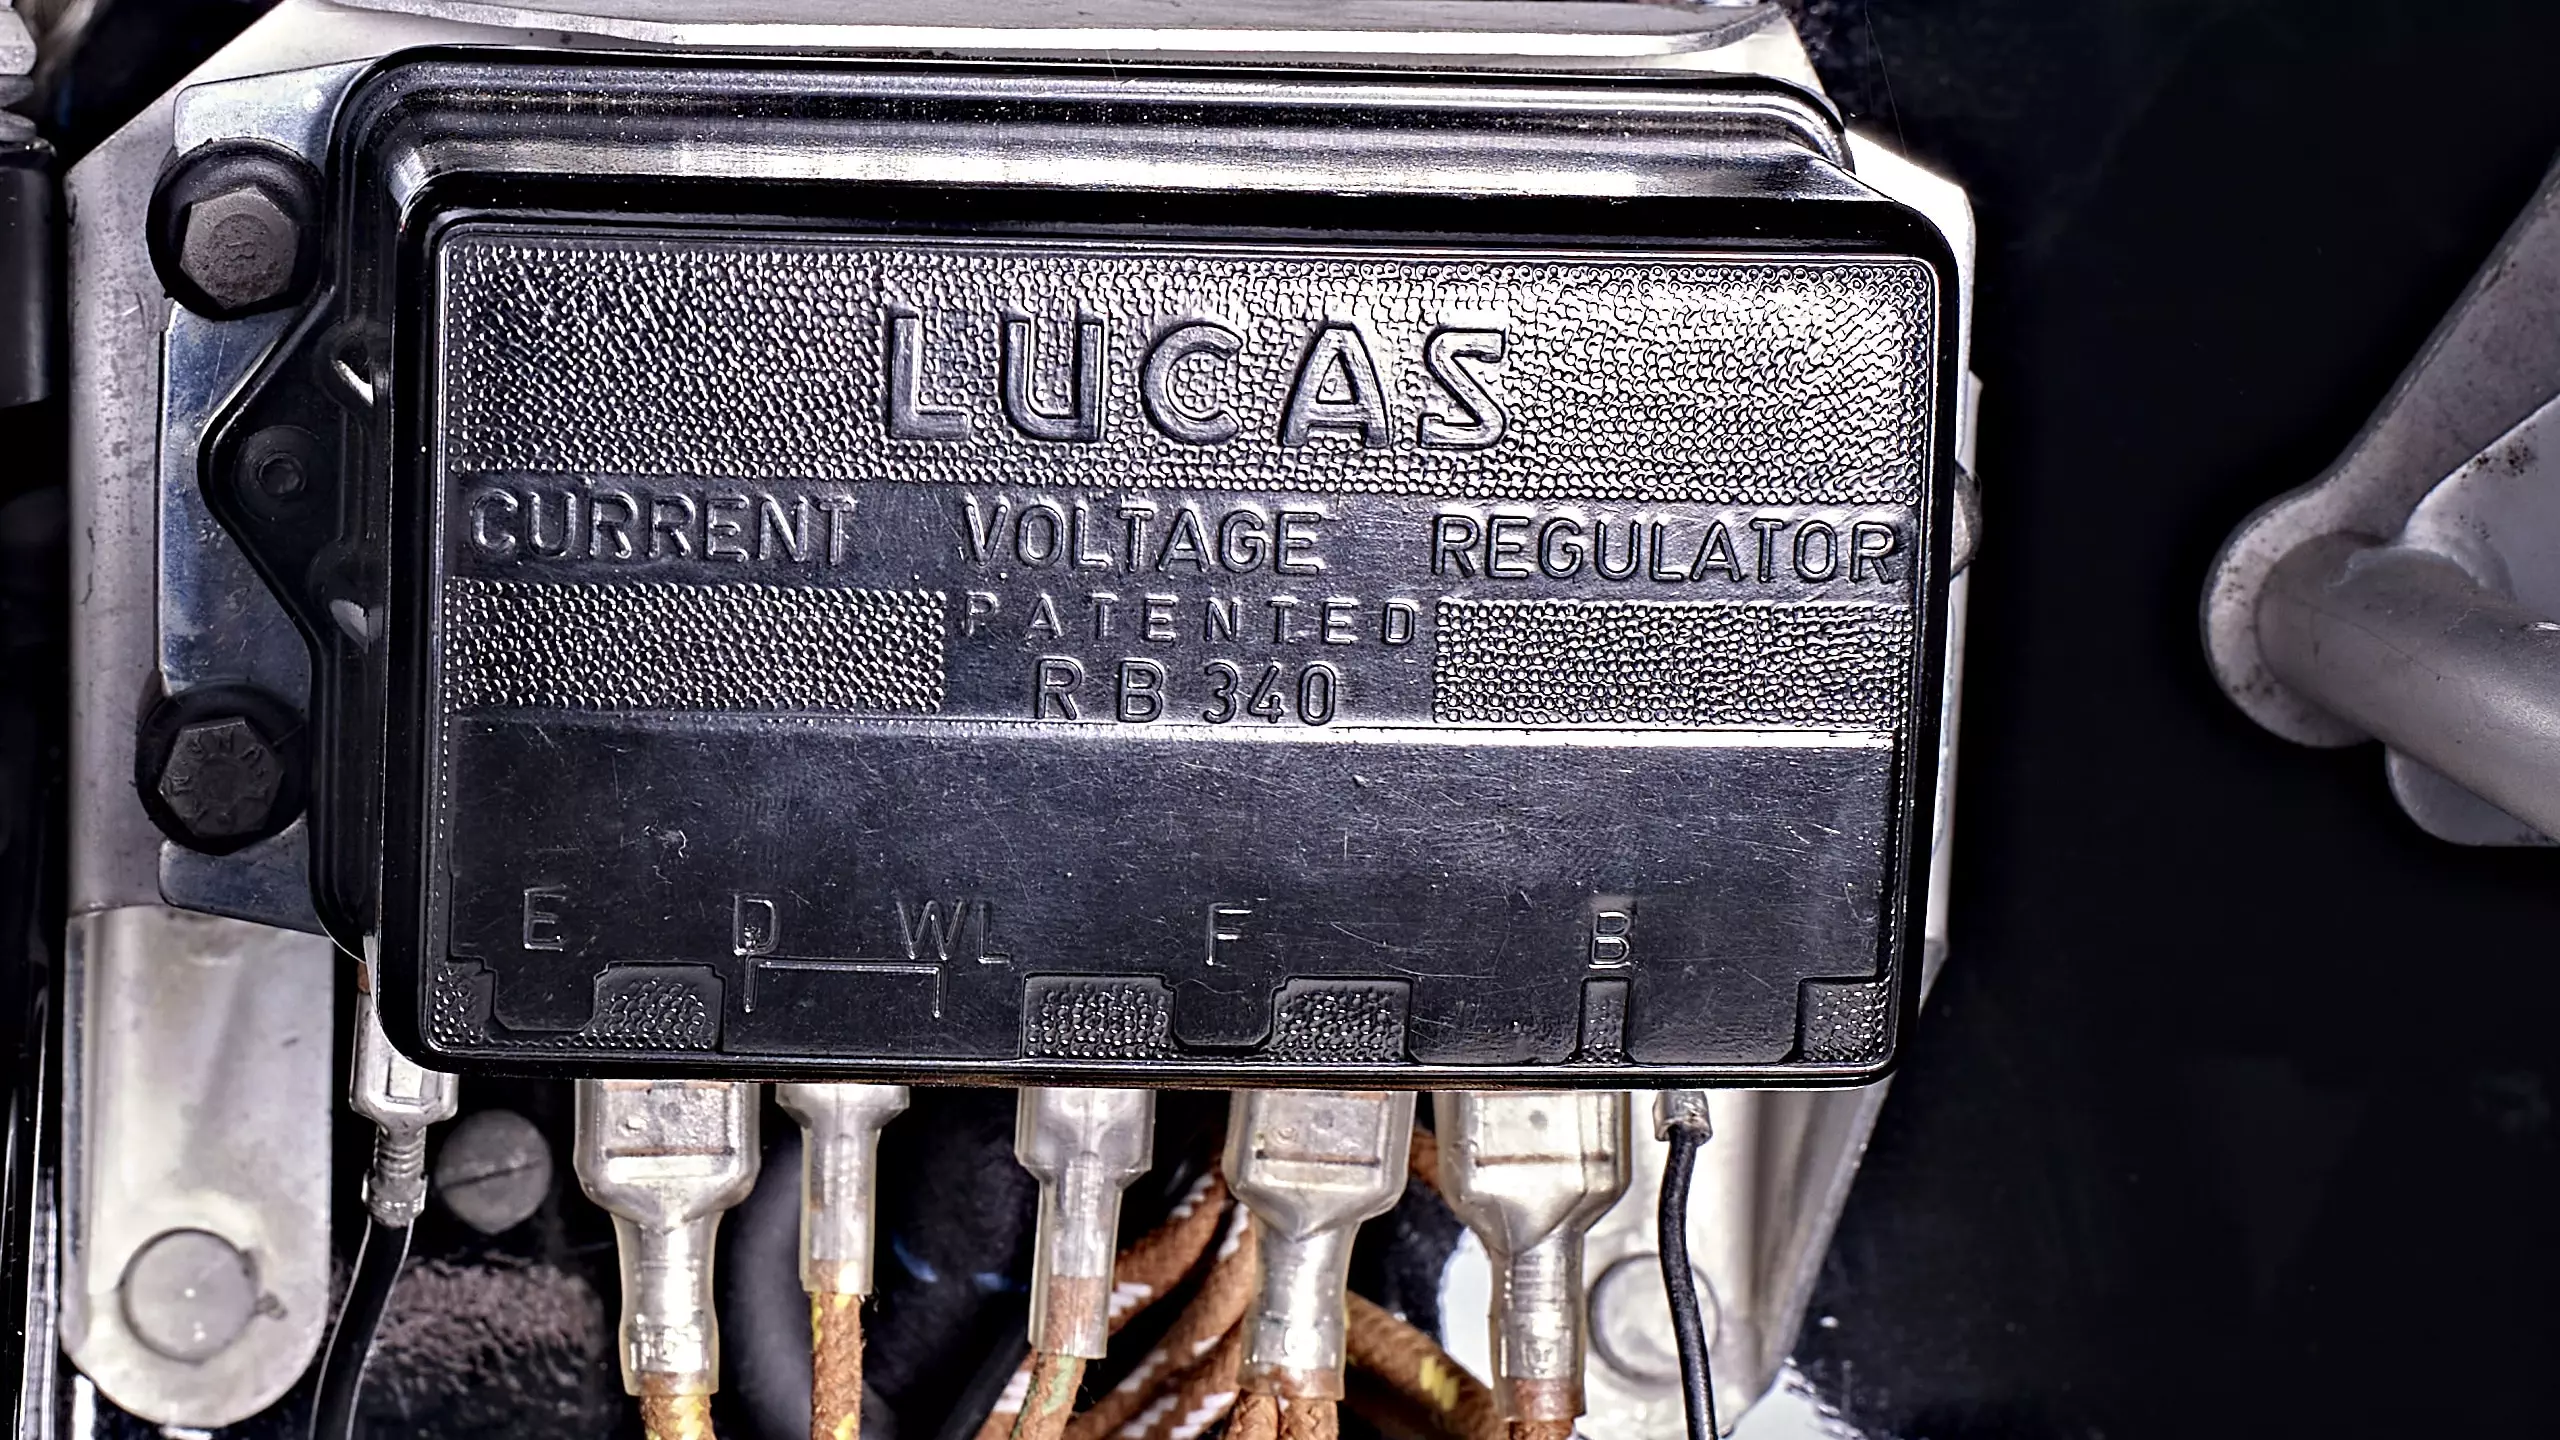 LUCAS
CURRENT VOLTAGE REGULATOR
PATENTED
RB 340
E D WL F B